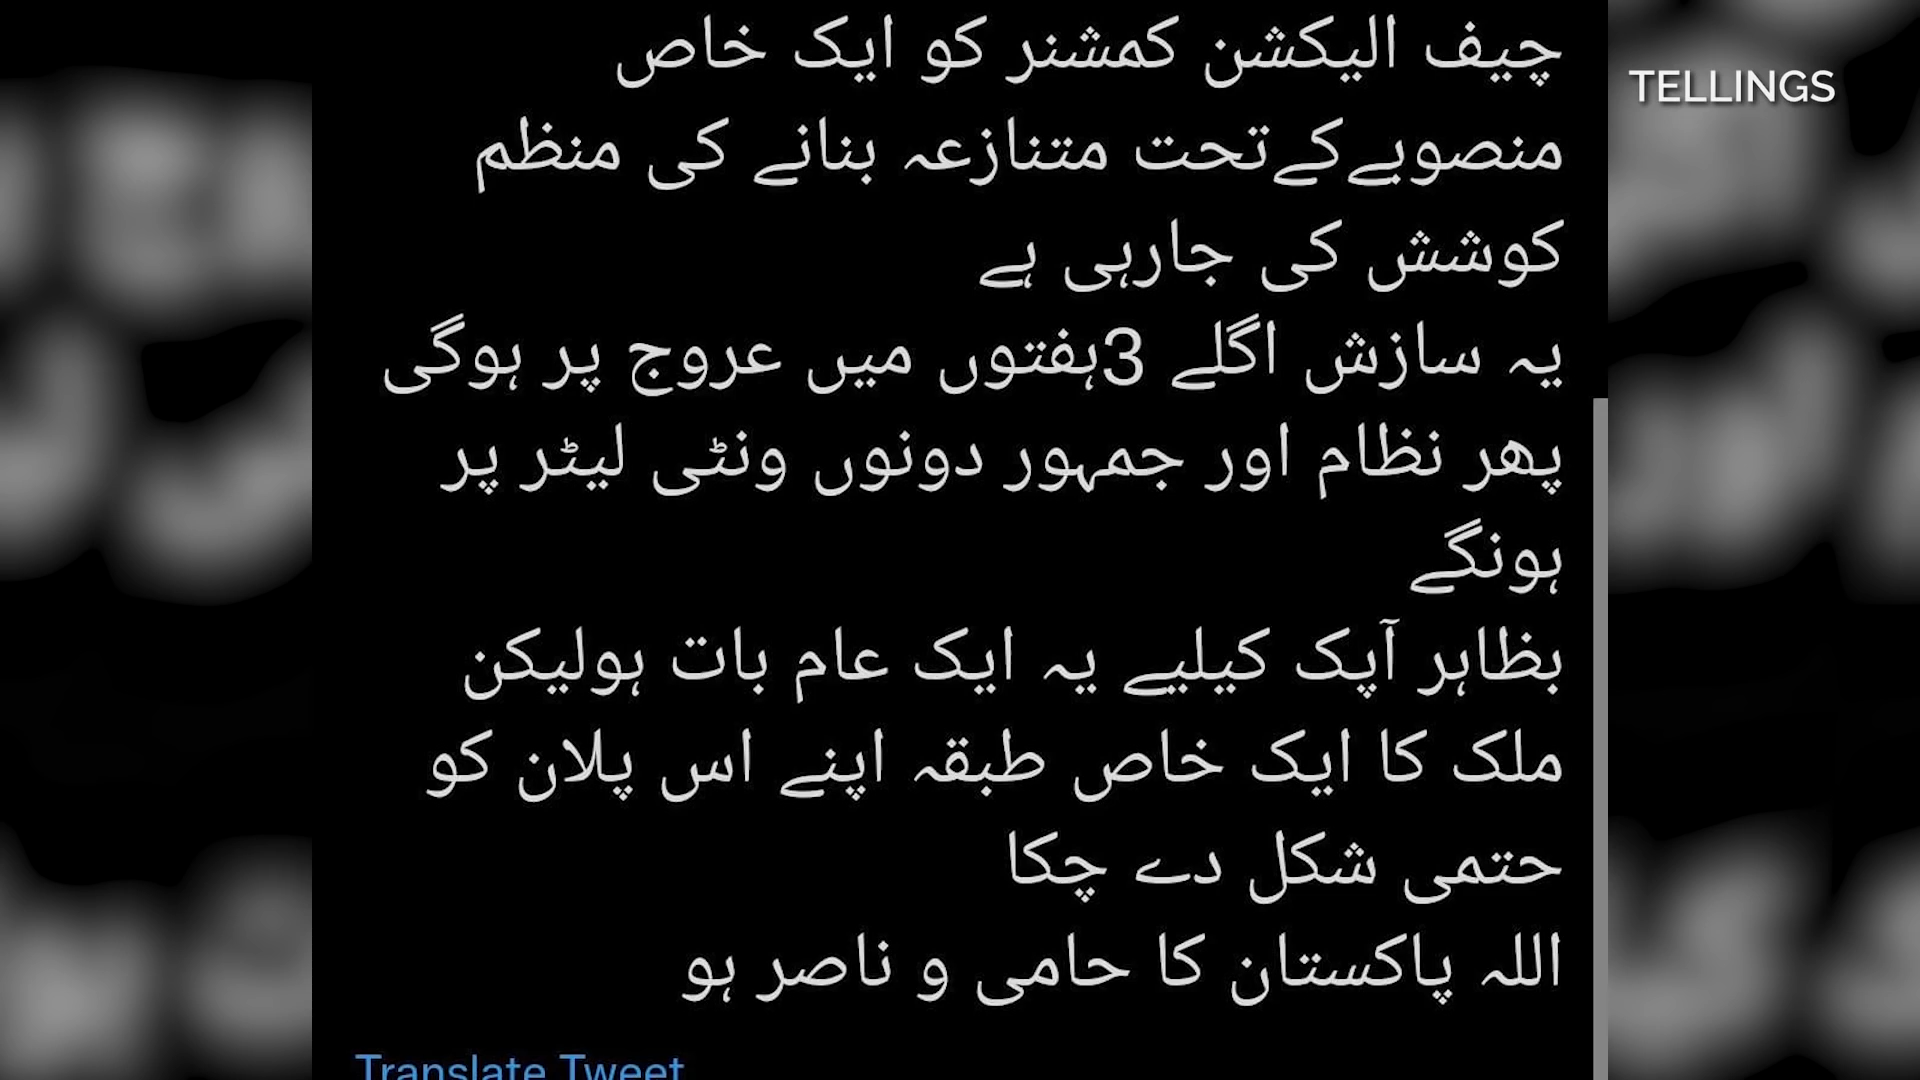 چیف الیکشن کمشنر کو ایک خاص
منصوبےکےتحت متنازعہ بنانے کی منظم
کوشش کی جارہی ہے
یہ سازش اگلے 3ہفتوں میں عروج پر ہوگی
پھر نظام اور جمہور دونوں ونٹی لیٹر پر
ہونگے
بظاہر آپک کیلیے یہ ایک عام بات ہولیکن
ملک کا ایک خاص طبقہ اپنے اس پلان کو
حتمی شکل دے چکا
اللہ پاکستان کا حامی و ناصر ہو
Translate Tweet
TELLINGS